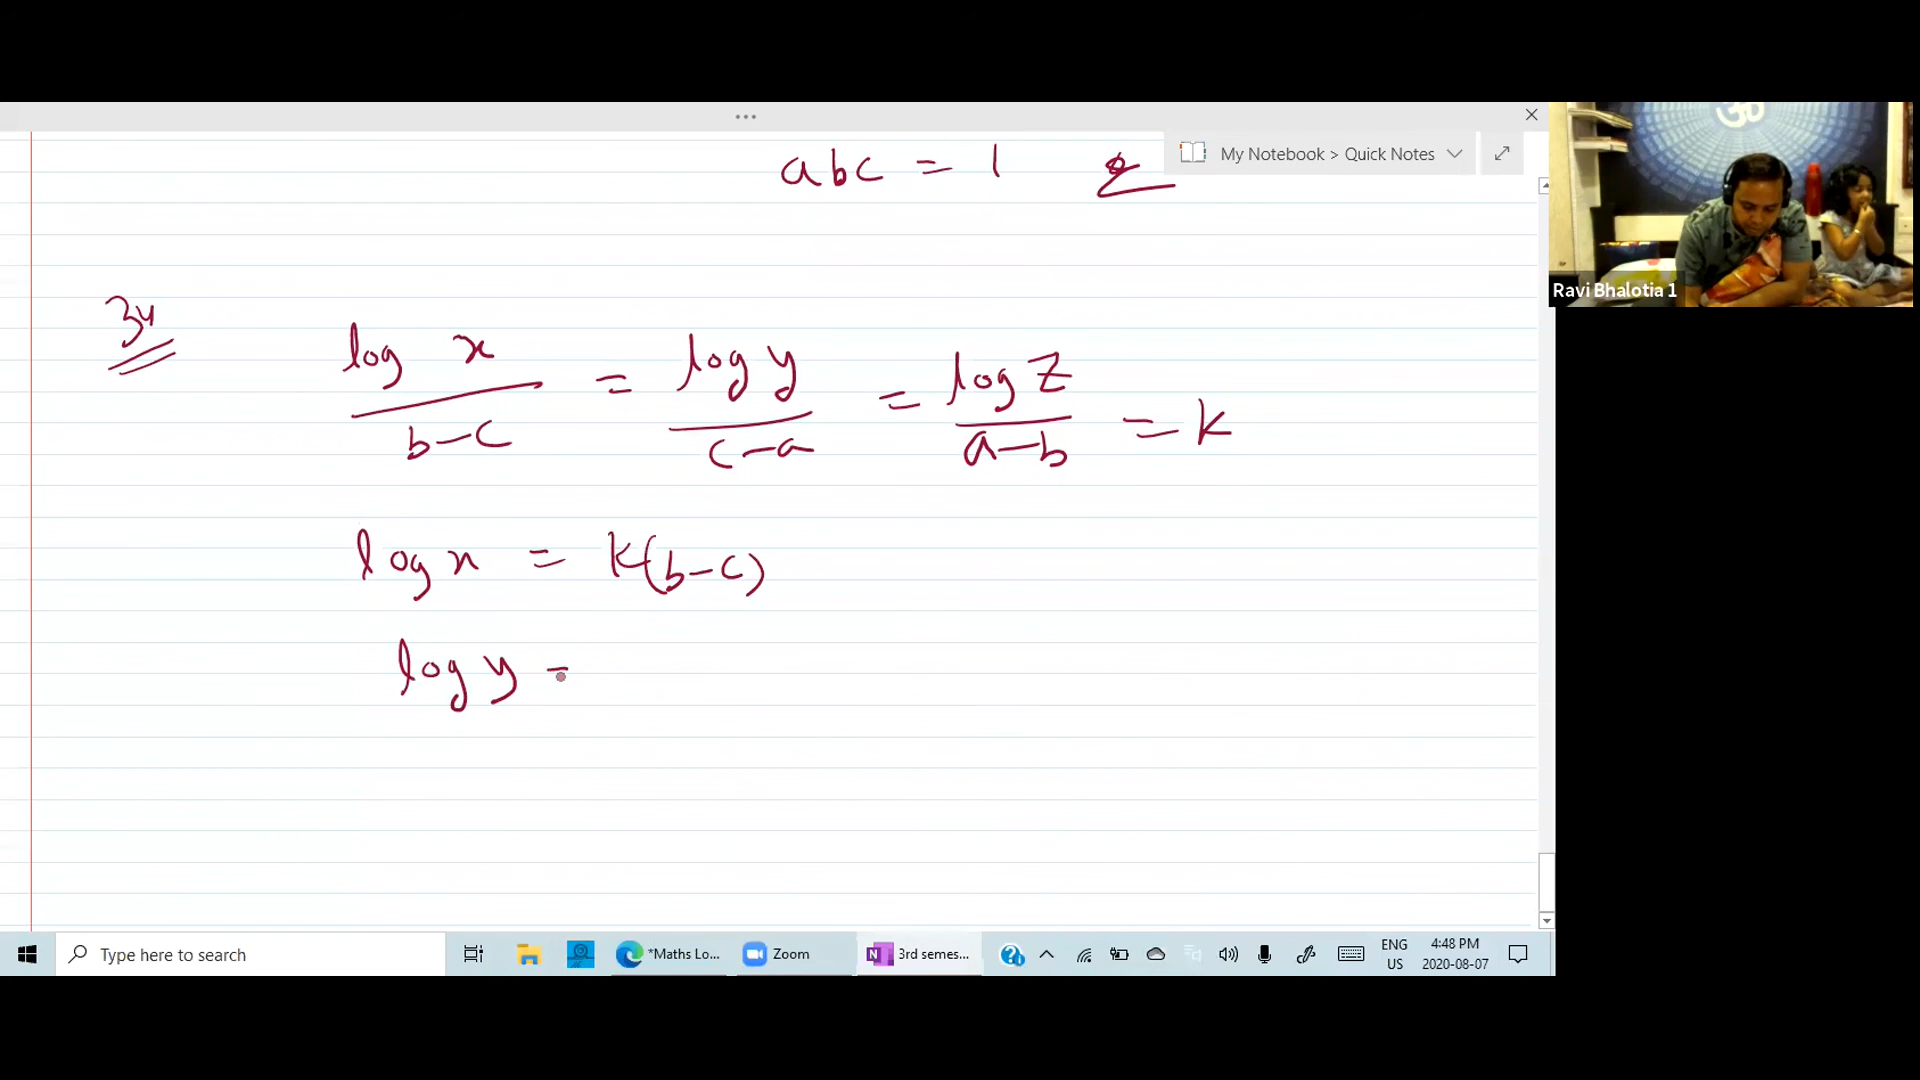 abc = 1
My Notebook > Quick Notes
Ravi Bhalotia 1
34
log x / b-c = log y / c-a = log z / a-b = k
log x = k(b-c)
log y =
Type here to search
*Maths Lo...
Zoom
3rd semes...
ENG
US
4:48 PM
2020-08-07